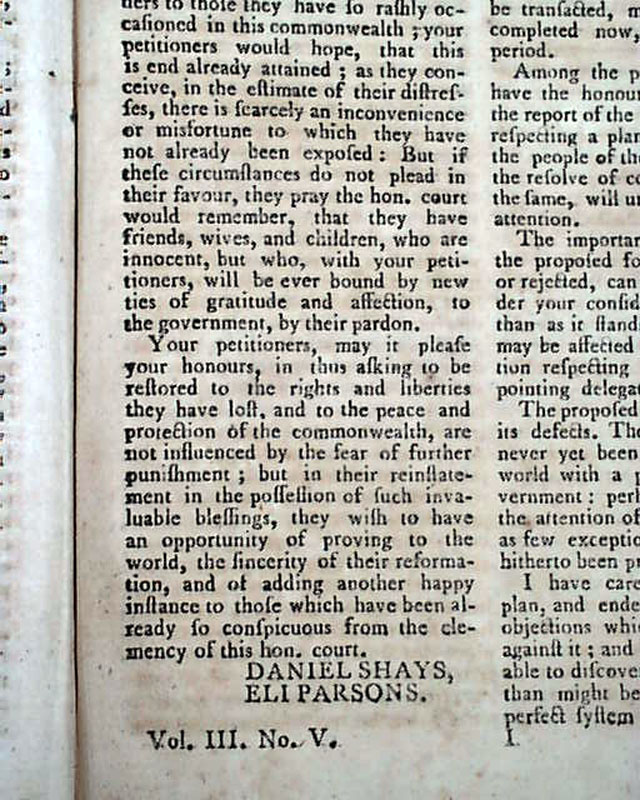 to those they have ſo raſhly oc-
caſioned in this commonwealth ; your
petitioners would hope, that this
is end already attained ; as they con-
ceive, in the eſtimate of their diſtreſ-
ſes, there is ſcarcely an inconvenience
or misfortune to which they have
not already been expoſed : But if
theſe circumſtances do not plead in
their favour, they pray the hon. court
would remember, that they have
friends, wives, and children, who are
innocent, but who, with your peti-
tioners, will be ever bound by new
ties of gratitude and affection, to
the government, by their pardon.
Your petitioners, may it pleaſe
your honours, in thus aſking to be
reſtored to the rights and liberties
they have loſt, and to the peace and
protection of the commonwealth, are
not influenced by the fear of further
puniſhment ; but in their reinſtate-
ment in the poſſeſſion of ſuch inva-
luable bleſſings, they wiſh to have
an opportunity of proving to the
world, the ſincerity of their reforma-
tion, and of adding another happy
inſtance to thoſe which have been al-
ready ſo conſpicuous from the cle-
mency of this hon. court.
DANIEL SHAYS,
ELI PARSONS.
Vol. III. No. V.
be tranſacted,
completed now,
period.
Among the p
have the honou
the report of the
reſpecting a plan
the people of th
the reſolve of co
the ſame, will u
attention.
The importan
the propoſed fo
or rejected, can
der your conſid
than as it ſtand
may be affected
tion reſpecting
pointing delegat
The propoſed
its defects. The
never yet been
world with a p
vernment : perh
the attention of
as few exceptio
hitherto been pr
I have care
plan, and ende
objections whi
againſt it ; and
able to diſcove
than might be
perfect ſyſtem
I.